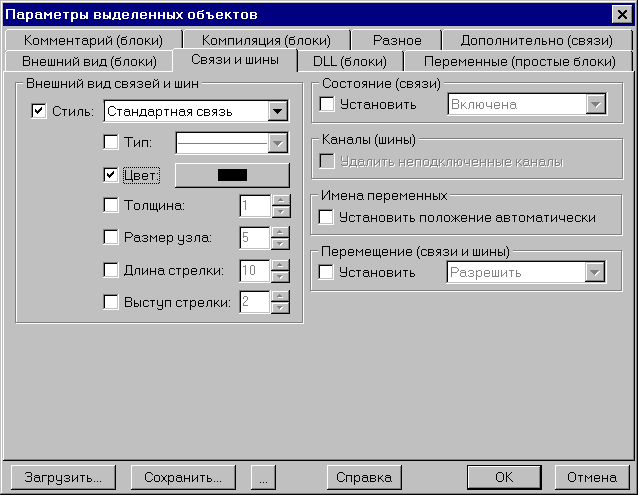 Параметры выделенных объектов
Комментарий (блоки) Компиляция (блоки) Разное Дополнительно (связи)
Внешний вид (блоки) Связи и шины DLL (блоки) Переменные (простые блоки)
Внешний вид связей и шин
Стиль: Стандартная связь
Тип:
Цвет:
Толщина: 1
Размер узла: 5
Длина стрелки: 10
Выступ стрелки: 2
Состояние (связи)
Установить Включена
Каналы (шины)
Удалить неподключенные каналы
Имена переменных
Установить положение автоматически
Перемещение (связи и шины)
Установить Разрешить
Загрузить... Сохранить... ... Справка OK Отмена